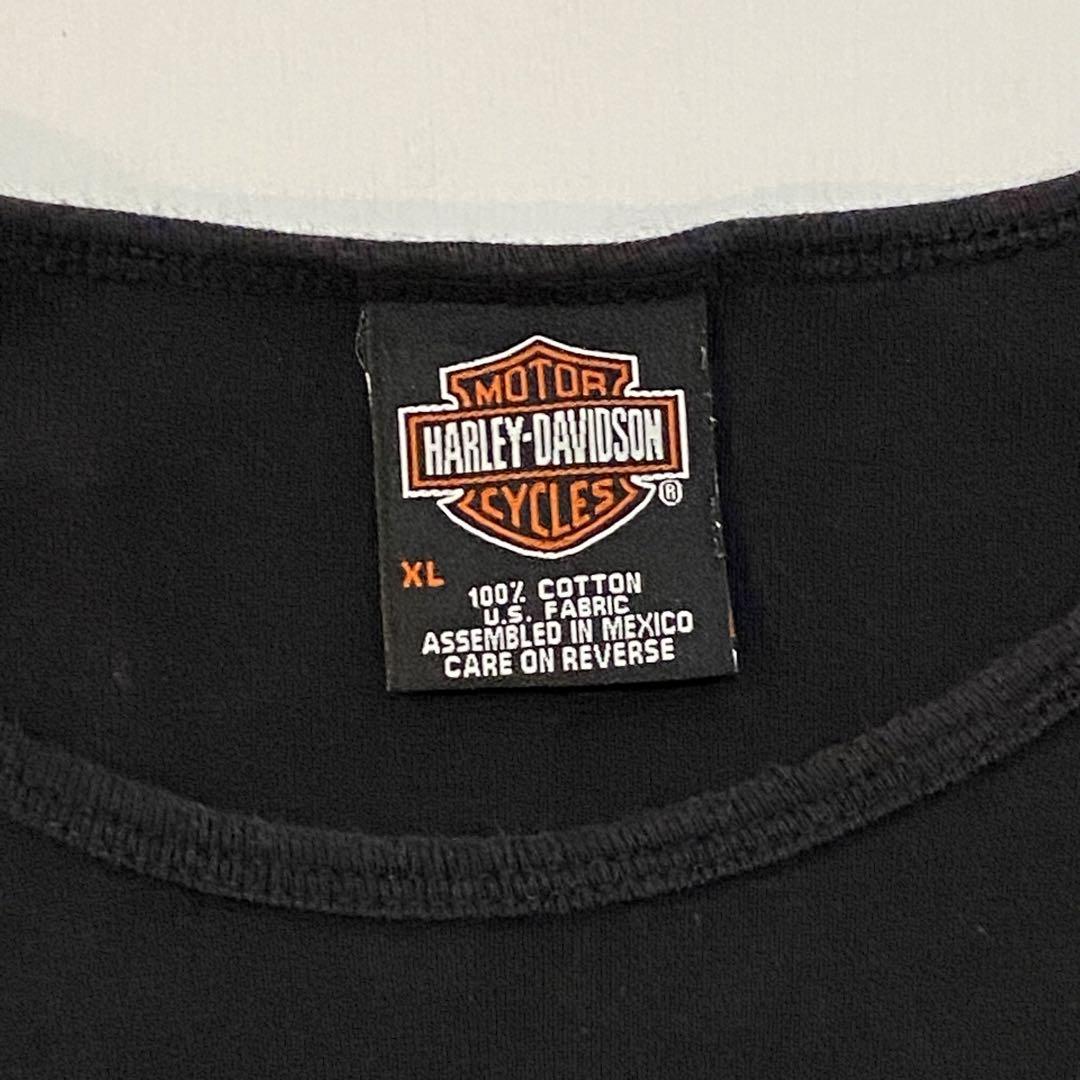 MOTOR
HARLEY-DAVIDSON
CYCLES
®
XL
100% COTTON
U.S. FABRIC
ASSEMBLED IN MEXICO
CARE ON REVERSE